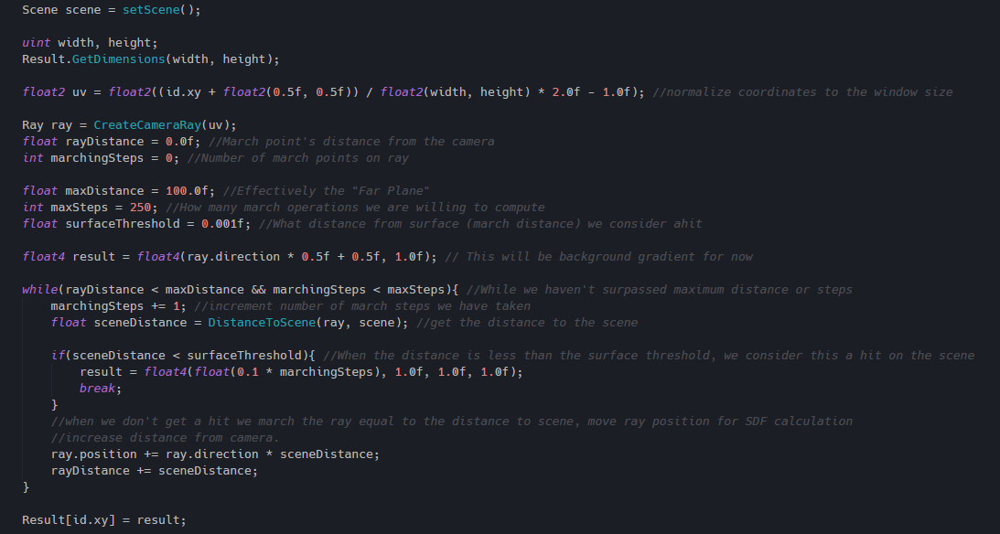 Scene scene = setScene();
uint width, height;
Result.GetDimensions(width, height);
float2 uv = float2((id.xy + float2(0.5f, 0.5f)) / float2(width, height) * 2.0f - 1.0f); //normalize coordinates to the window size
Ray ray = CreateCameraRay(uv);
float rayDistance = 0.0f; //March point's distance from the camera
int marchingSteps = 0; //Number of march points on ray
float maxDistance = 100.0f; //Effectively the "Far Plane"
int maxSteps = 250; //How many march operations we are willing to compute
float surfaceThreshold = 0.001f; //What distance from surface (march distance) we consider ahit
float4 result = float4(ray.direction * 0.5f + 0.5f, 1.0f); // This will be background gradient for now
while(rayDistance < maxDistance && marchingSteps < maxSteps){ //While we haven't surpassed maximum distance or steps
marchingSteps += 1; //increment number of march steps we have taken
float sceneDistance = DistanceToScene(ray, scene); //get the distance to the scene
if(sceneDistance < surfaceThreshold){ //When the distance is less than the surface threshold, we consider this a hit on the scene
result = float4(float(0.1 * marchingSteps), 1.0f, 1.0f, 1.0f);
break;
}
//when we don't get a hit we march the ray equal to the distance to scene, move ray position for SDF calculation
//increase distance from camera.
ray.position += ray.direction * sceneDistance;
rayDistance += sceneDistance;
}
Result[id.xy] = result;